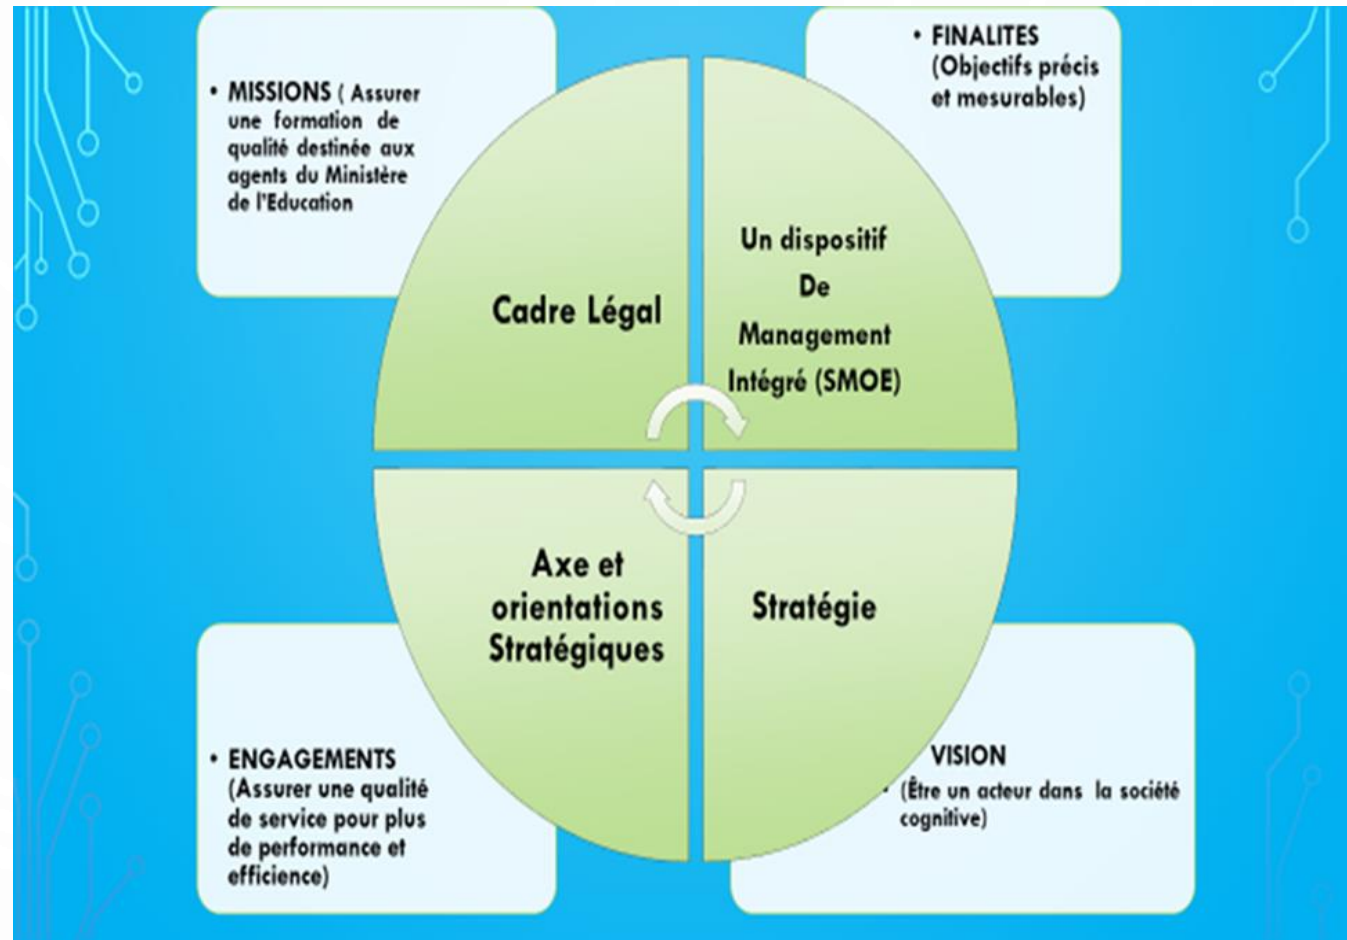 • MISSIONS ( Assurer
une formation de
qualité destinée aux
agents du Ministère
de l'Education
• FINALITES
(Objectifs précis
et mesurables)
Cadre Légal
Un dispositif
De
Management
Intégré (SMOE)
Axe et
orientations
Stratégiques
Stratégie
• ENGAGEMENTS
(Assurer une qualité
de service pour plus
de performance et
efficience)
VISION
• (Être un acteur dans la société
cognitive)